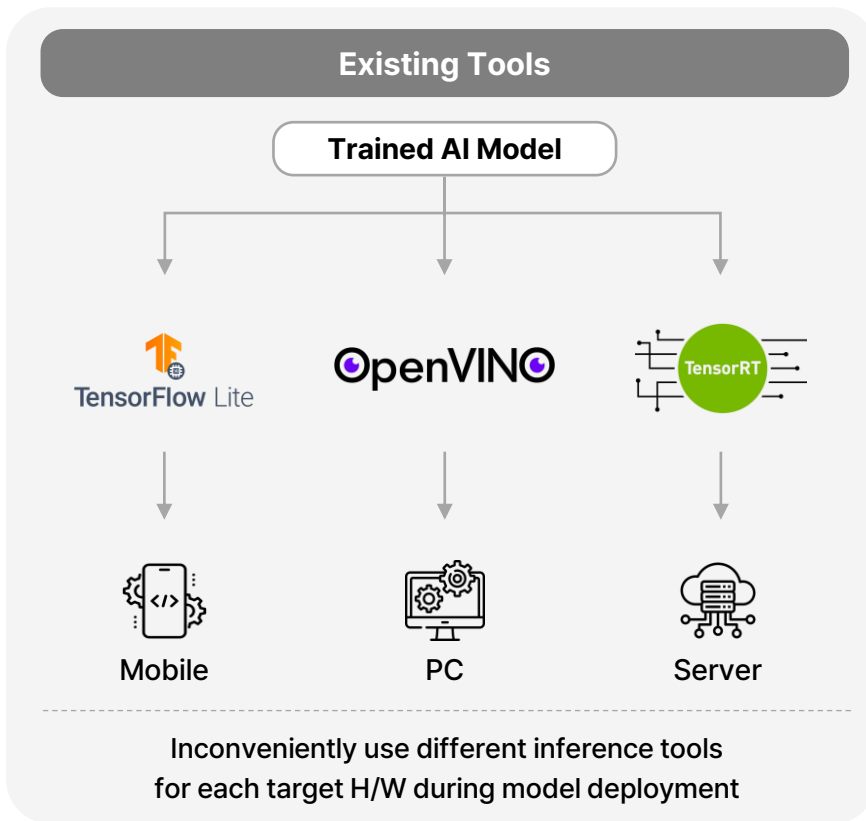 Existing Tools
Trained AI Model
TensorFlow Lite
OpenVINO
TensorRT
</>
Mobile
PC
Server
Inconveniently use different inference tools
for each target H/W during model deployment